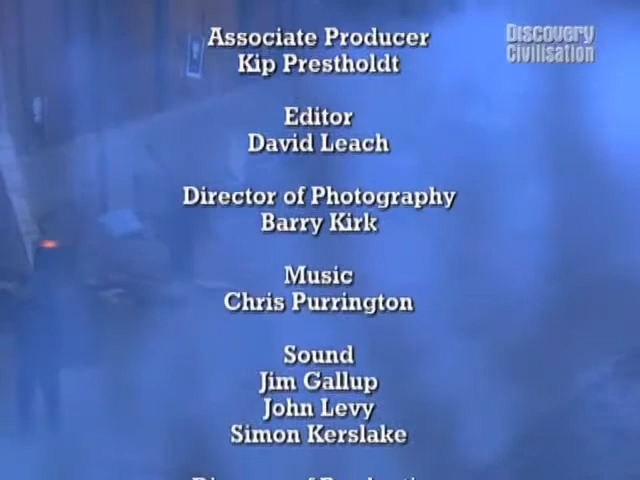 Discovery
Civilisation
Associate Producer
Kip Prestholdt
Editor
David Leach
Director of Photography
Barry Kirk
Music
Chris Purrington
Sound
Jim Gallup
John Levy
Simon Kerslake